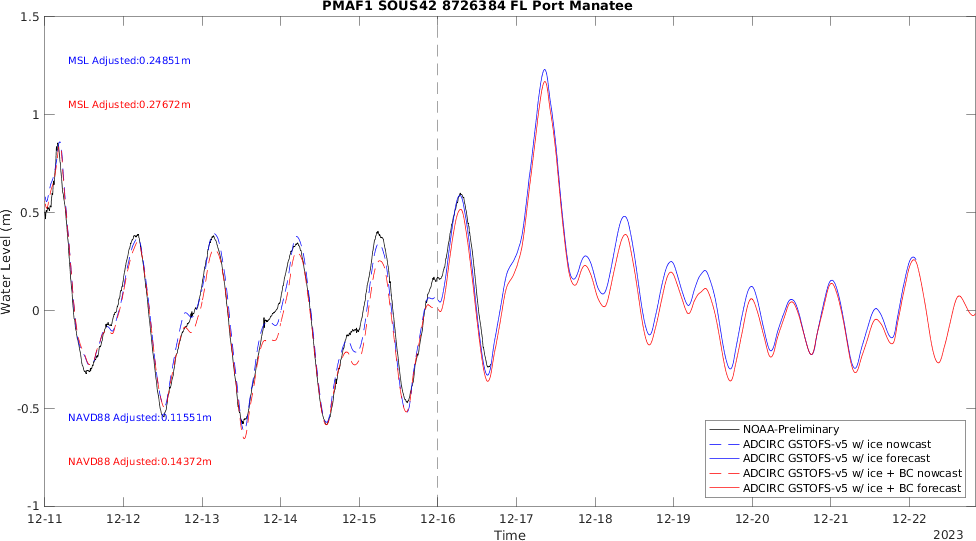 PMAF1 SOUS42 8726384 FL Port Manatee
1.5
1
0.5
0
-0.5
-1
Water Level (m)
MSL Adjusted:0.24851m
MSL Adjusted:0.27672m
NAVD88 Adjusted:0.11551m
NAVD88 Adjusted:0.14372m
NOAA-Preliminary
ADCIRC GSTOFS-v5 w/ ice nowcast
ADCIRC GSTOFS-v5 w/ ice forecast
ADCIRC GSTOFS-v5 w/ ice + BC nowcast
ADCIRC GSTOFS-v5 w/ ice + BC forecast
12-11 12-12 12-13 12-14 12-15 12-16 12-17 12-18 12-19 12-20 12-21 12-22
Time
2023